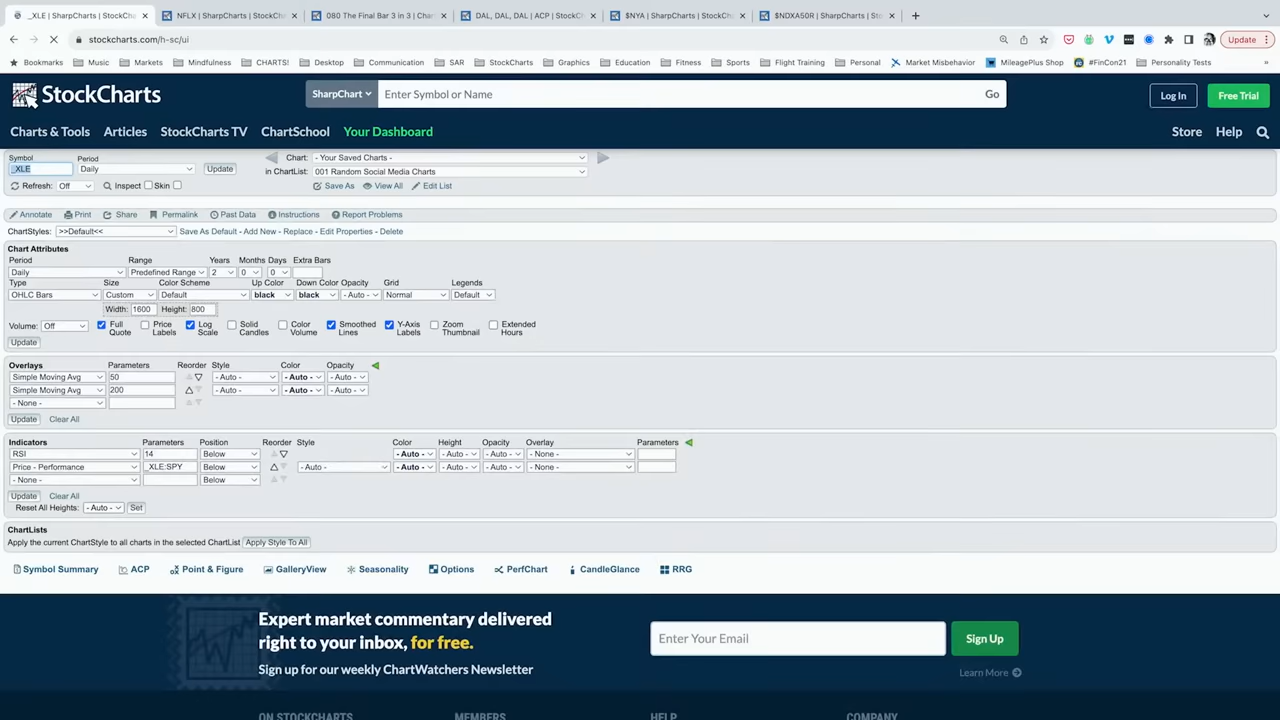 _XLE | SharpCharts | StockCh
NFLX | SharpCharts | StockCh
080 The Final Bar 3 in 3 | Char
DAL, DAL, DAL | ACP | StockC
$NYA | SharpCharts | StockCh
$NDXA50R | SharpCharts | St
stockcharts.com/h-sc/ui
Update
Bookmarks Music Markets Mindfulness CHARTS! Desktop Communication SAR StockCharts Graphics Education Fitness Sports Flight Training Personal Market Misbehavior MileagePlus Shop #FinCon21 Personality Tests
StockCharts
SharpChart Enter Symbol or Name Go
Log In Free Trial
Charts & Tools Articles StockCharts TV ChartSchool Your Dashboard Store Help
Symbol Period Chart: - Your Saved Charts -
_XLE Daily Update in ChartList: 001 Random Social Media Charts
Refresh: Off Inspect Skin Save As View All Edit List
Annotate Print Share Permalink Past Data Instructions Report Problems
ChartStyles: >>Default<< Save As Default - Add New - Replace - Edit Properties - Delete
Chart Attributes
Period Range Years Months Days Extra Bars
Daily Predefined Range 2 0 0
Type Size Color Scheme Up Color Down Color Opacity Grid Legends
OHLC Bars Custom Default black black - Auto - Normal Default
Width: 1600 Height: 800
Volume: Off Full Quote Price Labels Log Scale Solid Candles Color Volume Smoothed Lines Y-Axis Labels Zoom Thumbnail Extended Hours
Update
Overlays Parameters Reorder Style Color Opacity
Simple Moving Avg 50 - Auto - - Auto - - Auto -
Simple Moving Avg 200 - Auto - - Auto - - Auto -
- None -
Update Clear All
Indicators Parameters Position Reorder Style Color Height Opacity Overlay Parameters
RSI 14 Below - Auto - - Auto - - Auto - - None -
Price - Performance _XLE:SPY Below - Auto - - Auto - - Auto - - Auto - - None -
- None - Below
Update Clear All
Reset All Heights: - Auto - Set
ChartLists
Apply the current ChartStyle to all charts in the selected ChartList Apply Style To All
Symbol Summary ACP Point & Figure GalleryView Seasonality Options PerfChart CandleGlance RRG
Expert market commentary delivered
right to your inbox, for free.
Sign up for our weekly ChartWatchers Newsletter
Enter Your Email Sign Up
Learn More
ON STOCKCHARTS MEMBERS HELP COMPANY